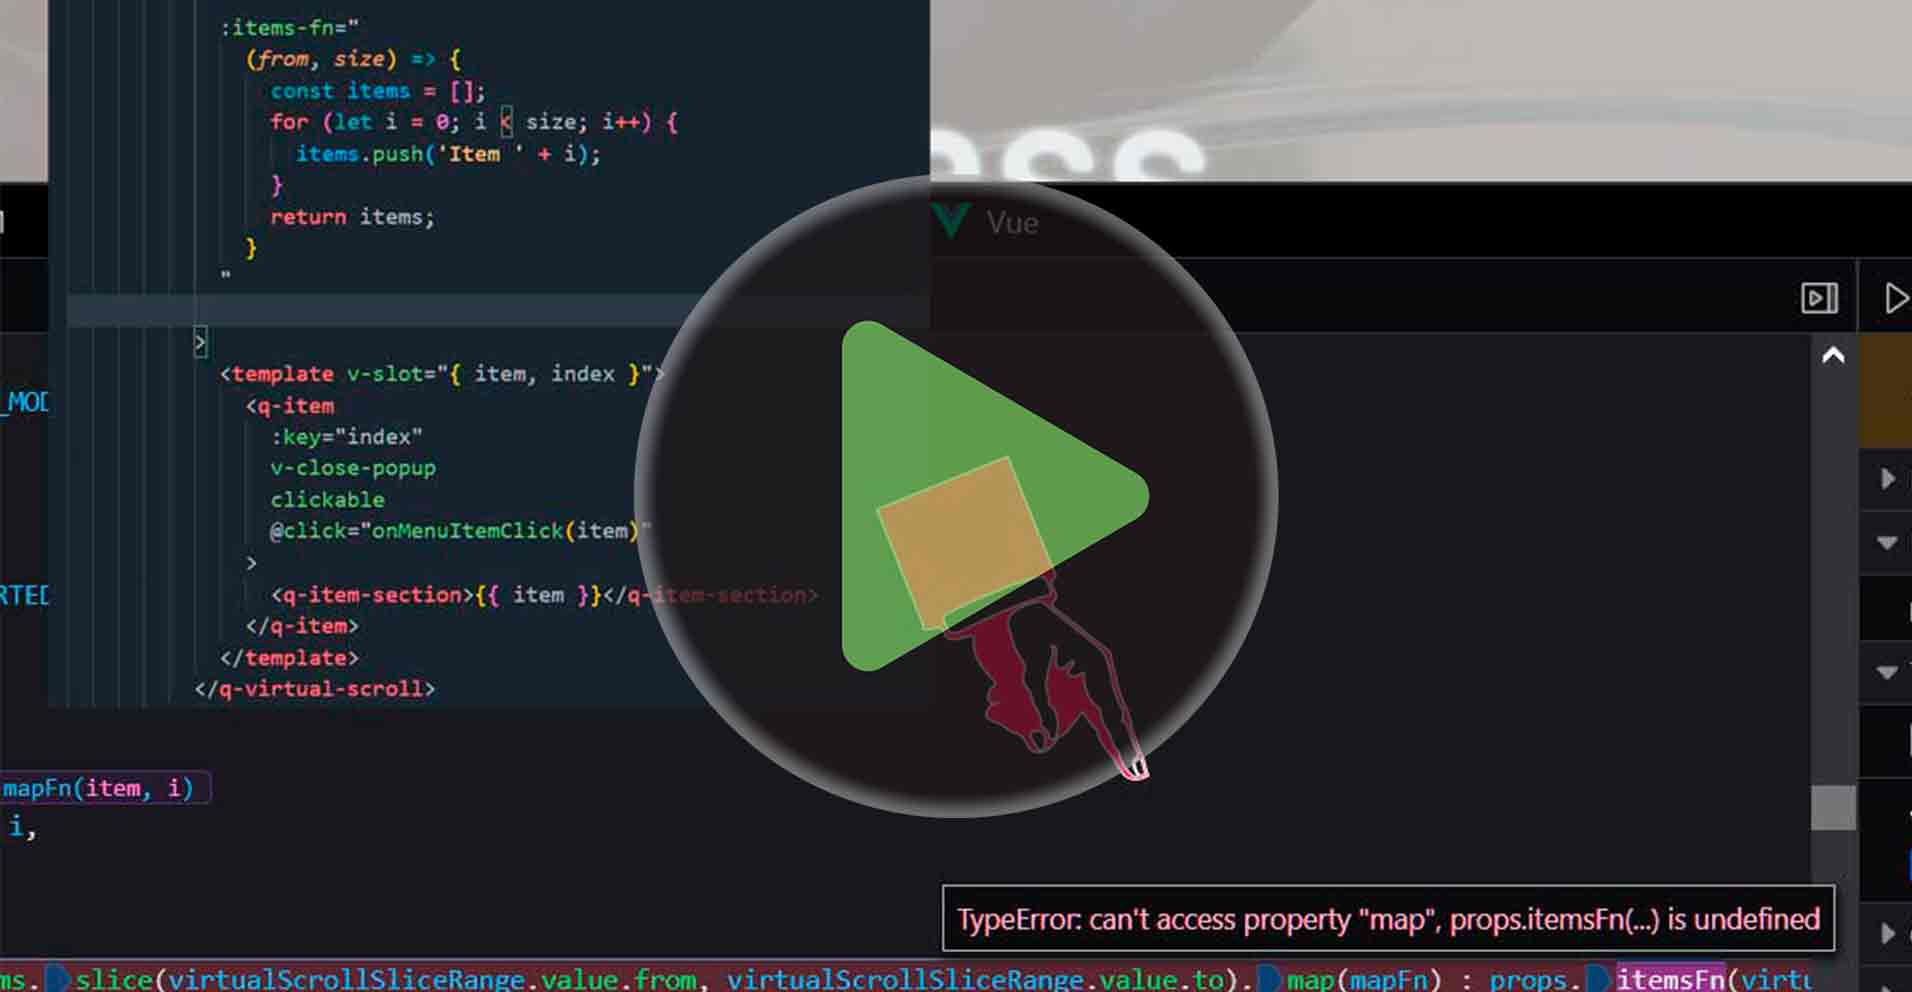 :items-fn="
(from, size) => {
const items = [];
for (let i = 0; i < size; i++) {
items.push('Item ' + i);
}
return items;
}
"
>
<template v-slot="{ item, index }">
<q-item
:key="index"
v-close-popup
clickable
@click="onMenuItemClick(item)"
>
<q-item-section>{{ item }}</q-item-section>
</q-item>
</template>
</q-virtual-scroll>
Vue
_MOD
RTED
mapFn(item, i)
i,
TypeError: can't access property "map", props.itemsFn(...) is undefined
ms. slice(virtualScrollSliceRange.value.from, virtualScrollSliceRange.value.to). map(mapFn) : props. itemsFn(virtu